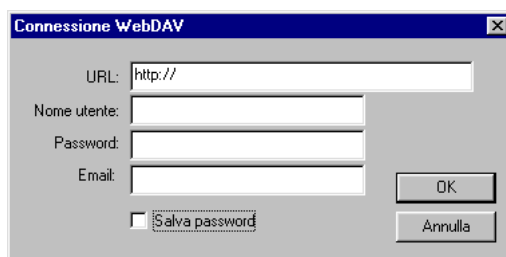 Connessione WebDAV
URL: http://
Nome utente:
Password:
Email:
OK
Salva password
Annulla